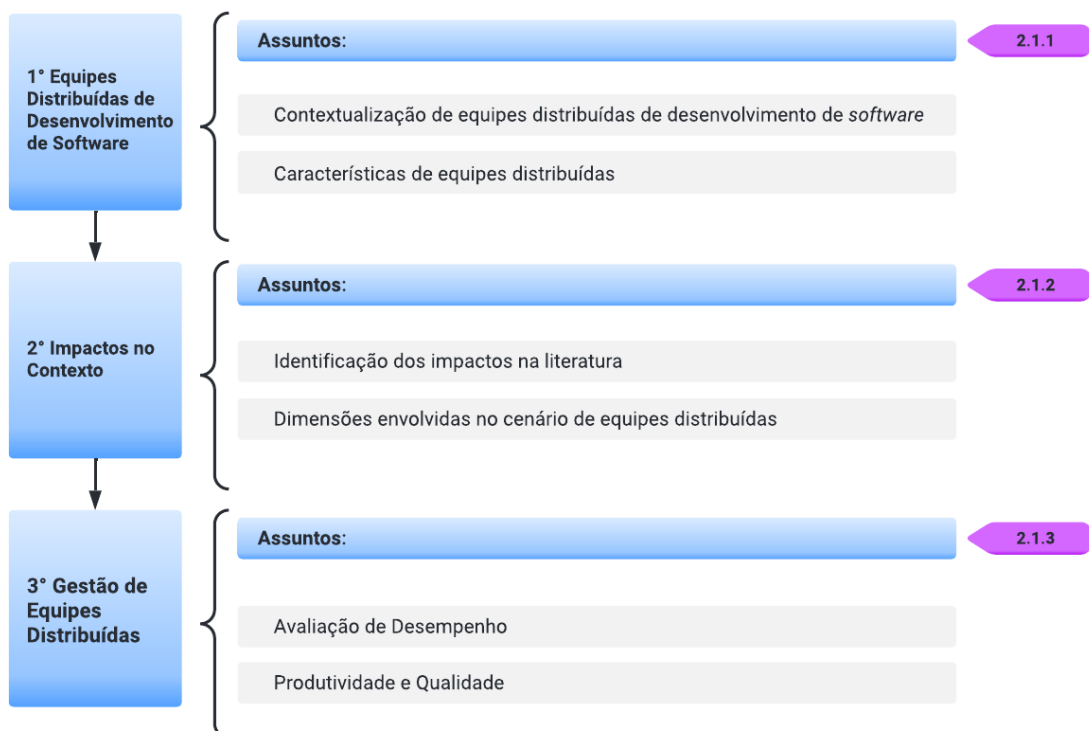 1° Equipes
Distribuídas de
Desenvolvimento
de Software
Assuntos:
2.1.1
Contextualização de equipes distribuídas de desenvolvimento de software
Características de equipes distribuídas
2° Impactos no
Contexto
Assuntos:
2.1.2
Identificação dos impactos na literatura
Dimensões envolvidas no cenário de equipes distribuídas
3° Gestão de
Equipes
Distribuídas
Assuntos:
2.1.3
Avaliação de Desempenho
Produtividade e Qualidade